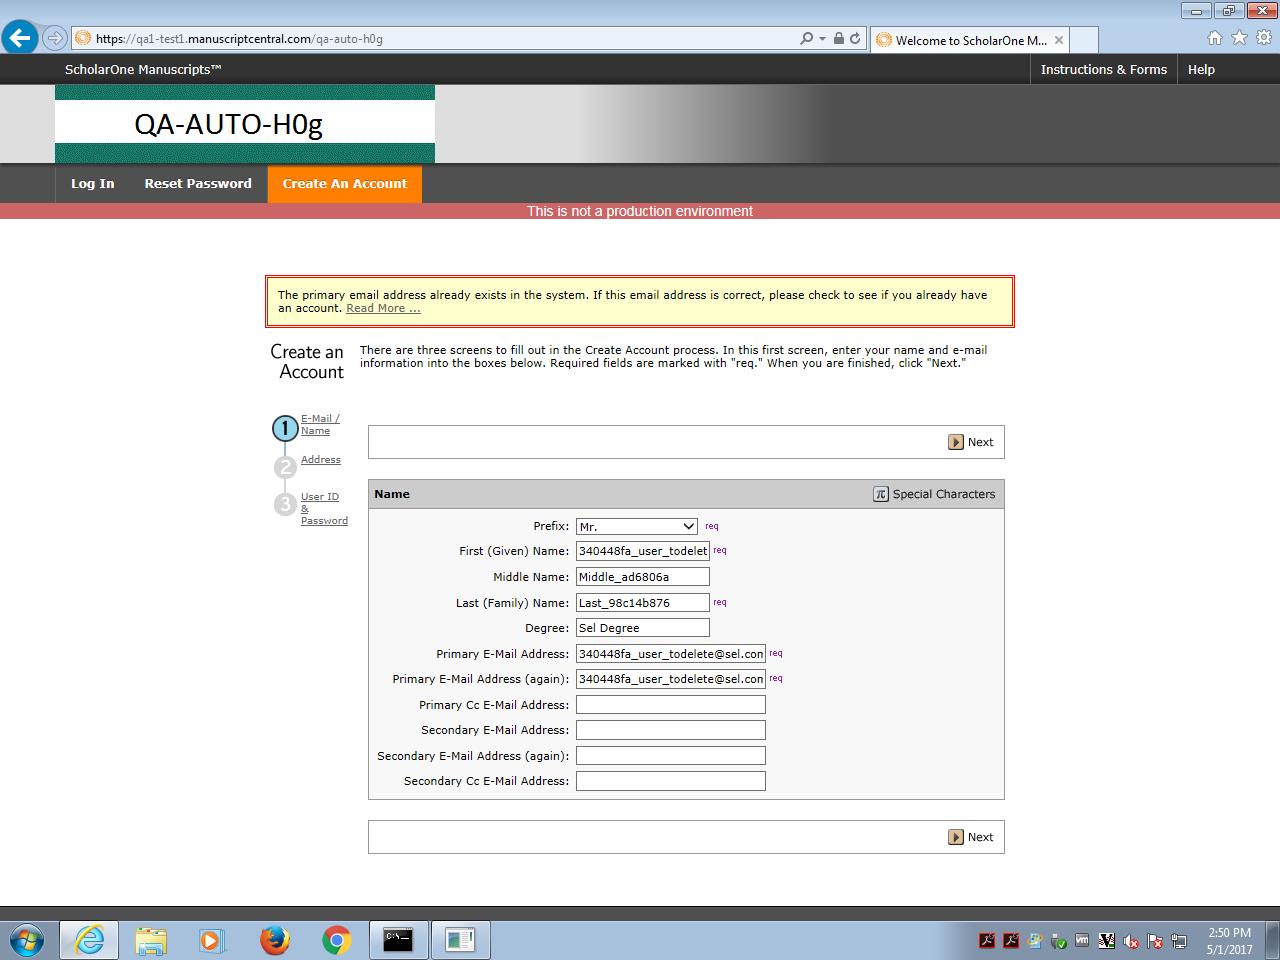 https://qa1-test1.manuscriptcentral.com/qa-auto-h0g
Welcome to ScholarOne M...
ScholarOne Manuscripts™
Instructions & Forms
Help
QA-AUTO-H0g
Log In
Reset Password
Create An Account
This is not a production environment
The primary email address already exists in the system. If this email address is correct, please check to see if you already have
an account. Read More ...
Create an
Account
There are three screens to fill out in the Create Account process. In this first screen, enter your name and e-mail
information into the boxes below. Required fields are marked with "req." When you are finished, click "Next."
1 E-Mail /
Name
2 Address
3 User ID
&
Password
Next
Name
π Special Characters
Prefix: Mr. req
First (Given) Name: 340448fa_user_todelet req
Middle Name: Middle_ad6806a
Last (Family) Name: Last_98c14b876 req
Degree: Sel Degree
Primary E-Mail Address: 340448fa_user_todelete@sel.com req
Primary E-Mail Address (again): 340448fa_user_todelete@sel.com req
Primary Cc E-Mail Address:
Secondary E-Mail Address:
Secondary E-Mail Address (again):
Secondary Cc E-Mail Address:
Next
C:\.
vm
2:50 PM
5/1/2017